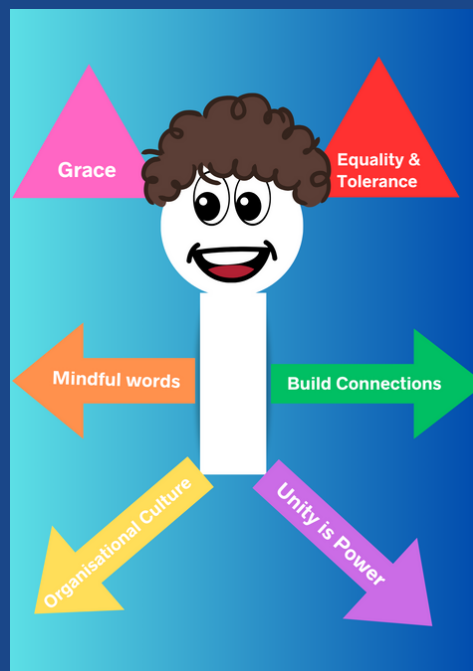 Grace
Equality &
Tolerance
Mindful words
Build Connections
Organisational Culture
Unity is Power